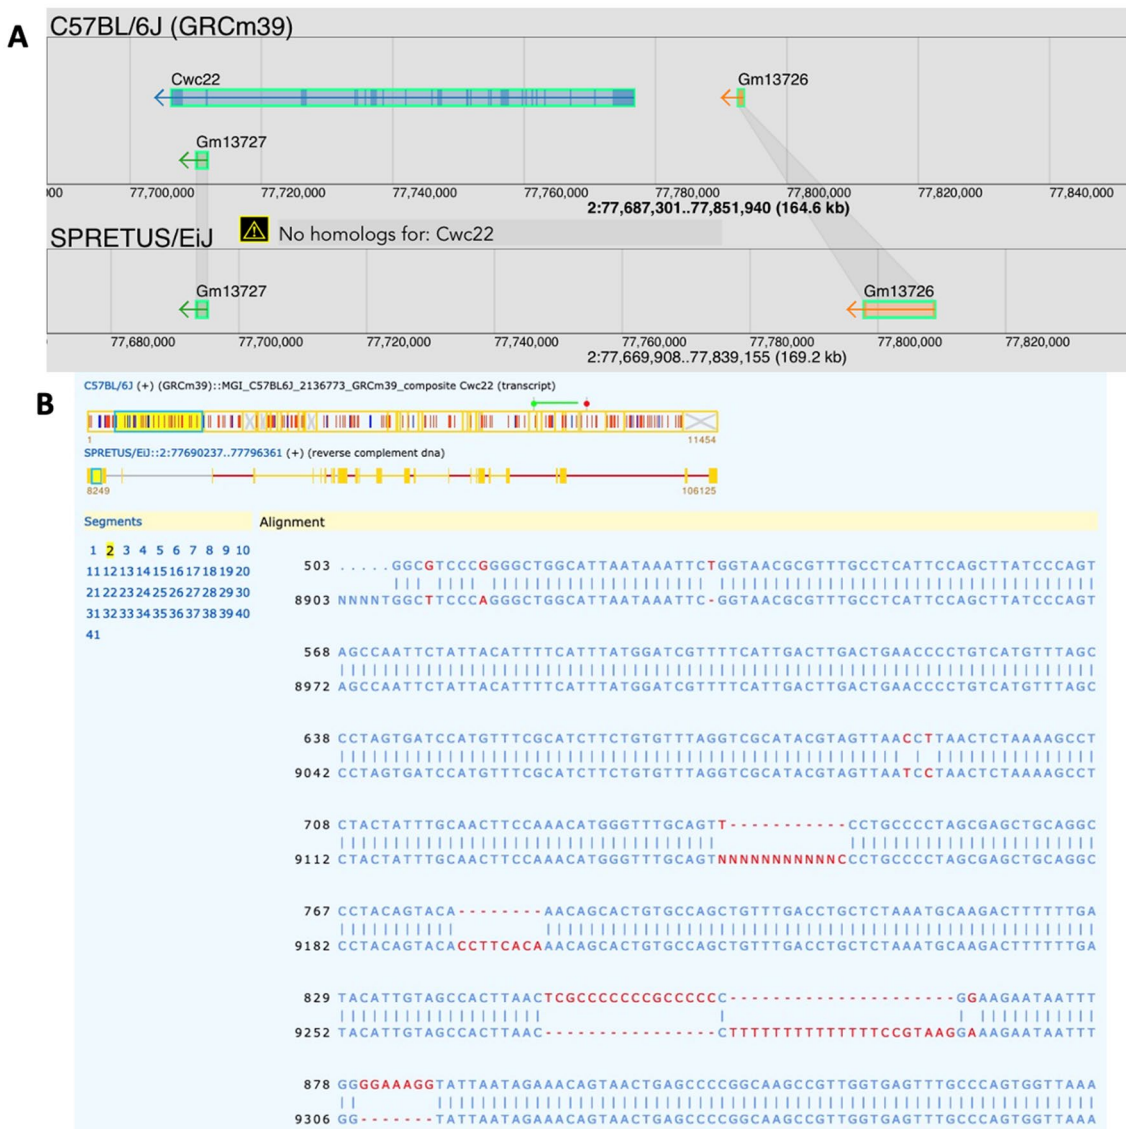 A
C57BL/6J (GRCm39)
Cwc22
Gm13726
Gm13727
77,700,000 77,720,000 77,740,000 77,760,000 77,780,000 77,800,000 77,820,000 77,840,000
2:77,687,301..77,851,940 (164.6 kb)
SPRETUS/EiJ
No homologs for: Cwc22
Gm13727
Gm13726
77,680,000 77,700,000 77,720,000 77,740,000 77,760,000 77,780,000 77,800,000 77,820,000
2:77,669,908..77,839,155 (169.2 kb)
B
C57BL/6J (+) (GRCm39)::MGI_C57BL6J_2136773_GRCm39_composite Cwc22 (transcript)
1 11454
SPRETUS/EiJ::2:77690237..77796361 (+) (reverse complement dna)
8249 106125
Segments
Alignment
1 2 3 4 5 6 7 8 9 10
11 12 13 14 15 16 17 18 19 20
21 22 23 24 25 26 27 28 29 30
31 32 33 34 35 36 37 38 39 40
41
503 .....GGCGTCCCGGGGCTGGCATTAATAAATTCTGGTAACGCGTTTGCCTCATTCCAGCTTATCCCAGT
8903 NNNNTGGCTTCCCAGGGCTGGCATTAATAAATTC-GGTAACGCGTTTGCCTCATTCCAGCTTATCCCAGT
568 AGCCAATTCTATTACATTTTCATTTATGGATCGTTTTCATTGACTTGACTGAACCCCTGTCATGTTTAGC
8972 AGCCAATTCTATTACATTTTCATTTATGGATCGTTTTCATTGACTTGACTGAACCCCTGTCATGTTTAGC
638 CCTAGTGATCCATGTTTCGCATCTTCTGTGTTTAGGTCGCATACGTAGTTAACCTTAACTCTAAAAGCCT
9042 CCTAGTGATCCATGTTTCGCATCTTCTGTGTTTAGGTCGCATACGTAGTTAATCCTAACTCTAAAAGCCT
708 CTACTATTTGCAACTTCCAAACATGGGTTTGCAGTT-----------CCTGCCCCTAGCGAGCTGCAGGC
9112 CTACTATTTGCAACTTCCAAACATGGGTTTGCAGTNNNNNNNNNNNCCCTGCCCCTAGCGAGCTGCAGGC
767 CCTACAGTACA--------AACAGCACTGTGCCAGCTGTTTGACCTGCTCTAAATGCAAGACTTTTTTGA
9182 CCTACAGTACACCTTCACAAACAGCACTGTGCCAGCTGTTTGACCTGCTCTAAATGCAAGACTTTTTTGA
829 TACATTGTAGCCACTTAACTCGCCCCCCCGCCCCCC---------------------GGAAGAATAATTT
9252 TACATTGTAGCCACTTAAC----------------CTTTTTTTTTTTTTTCCGTAAGGAAAGAATAATTT
878 GGGGAAAGGTATTAATAGAAACAGTAACTGAGCCCCGGCAAGCCGTTGGTGAGTTTGCCCAGTGGTTAAA
9306 GG-------TATTAATAGAAACAGTAACTGAGCCCCGGCAAGCCGTTGGTGAGTTTGCCCAGTGGTTAAA